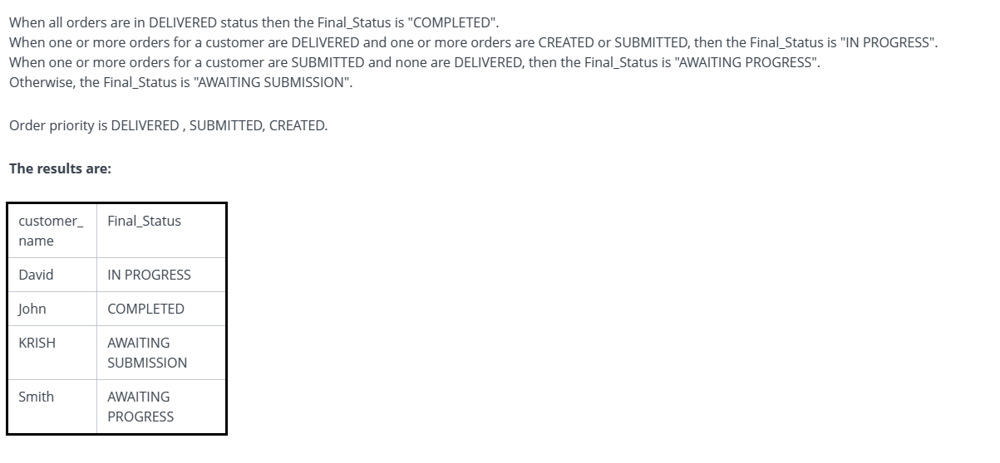 When all orders are in DELIVERED status then the Final_Status is "COMPLETED".
When one or more orders for a customer are DELIVERED and one or more orders are CREATED or SUBMITTED, then the Final_Status is "IN PROGRESS".
When one or more orders for a customer are SUBMITTED and none are DELIVERED, then the Final_Status is "AWAITING PROGRESS".
Otherwise, the Final_Status is "AWAITING SUBMISSION".
Order priority is DELIVERED , SUBMITTED, CREATED.
The results are:
customer_
name
Final_Status
David
IN PROGRESS
John
COMPLETED
KRISH
AWAITING
SUBMISSION
Smith
AWAITING
PROGRESS